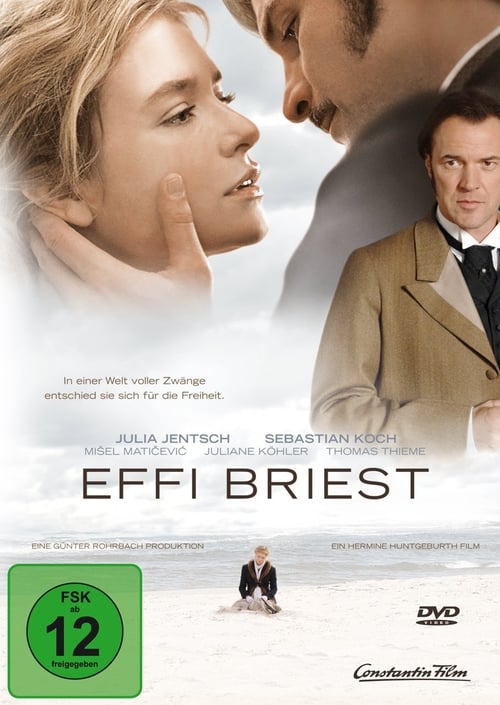 In einer Welt voller Zwänge
entschied sie sich für die Freiheit.
JULIA JENTSCH SEBASTIAN KOCH
MIŠEL MATIČEVIĆ JULIANE KÖHLER THOMAS THIEME
EFFI BRIEST
EINE GÜNTER ROHRBACH PRODUKTION EIN HERMINE HUNTGEBURTH FILM
FSK
ab
12
freigegeben
DVD
VIDEO
Constantin Film